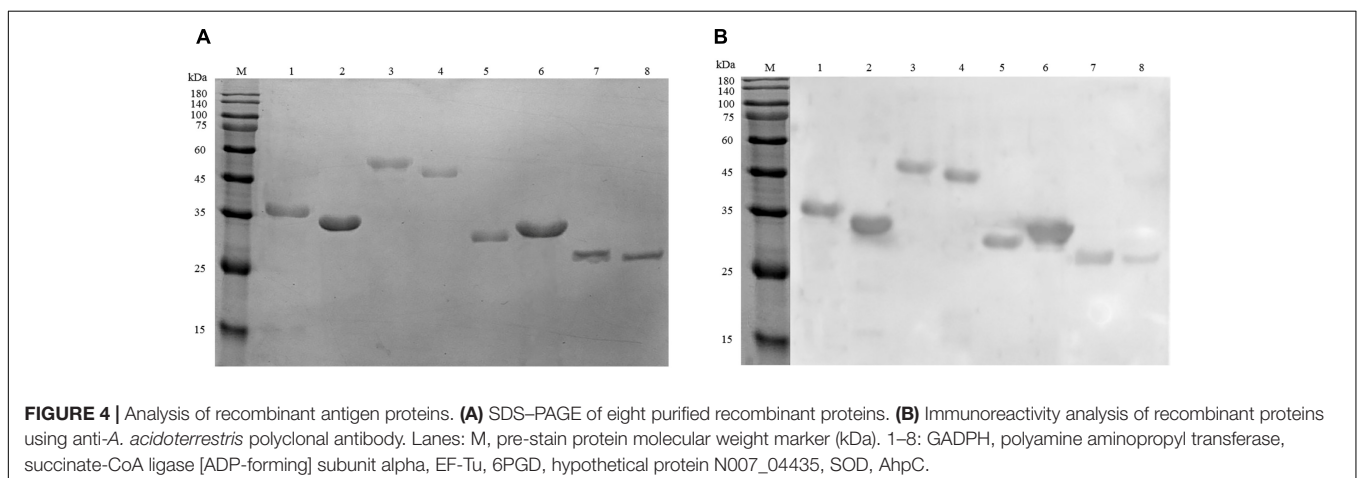 A
kDa M 1 2 3 4 5 6 7 8
180
140
100
75
60
45
35
25
15
B
kDa M 1 2 3 4 5 6 7 8
180
140
100
75
60
45
35
25
15
FIGURE 4 | Analysis of recombinant antigen proteins. (A) SDS–PAGE of eight purified recombinant proteins. (B) Immunoreactivity analysis of recombinant proteins
using anti-A. acidoterrestris polyclonal antibody. Lanes: M, pre-stain protein molecular weight marker (kDa). 1–8: GADPH, polyamine aminopropyl transferase,
succinate-CoA ligase [ADP-forming] subunit alpha, EF-Tu, 6PGD, hypothetical protein N007_04435, SOD, AhpC.